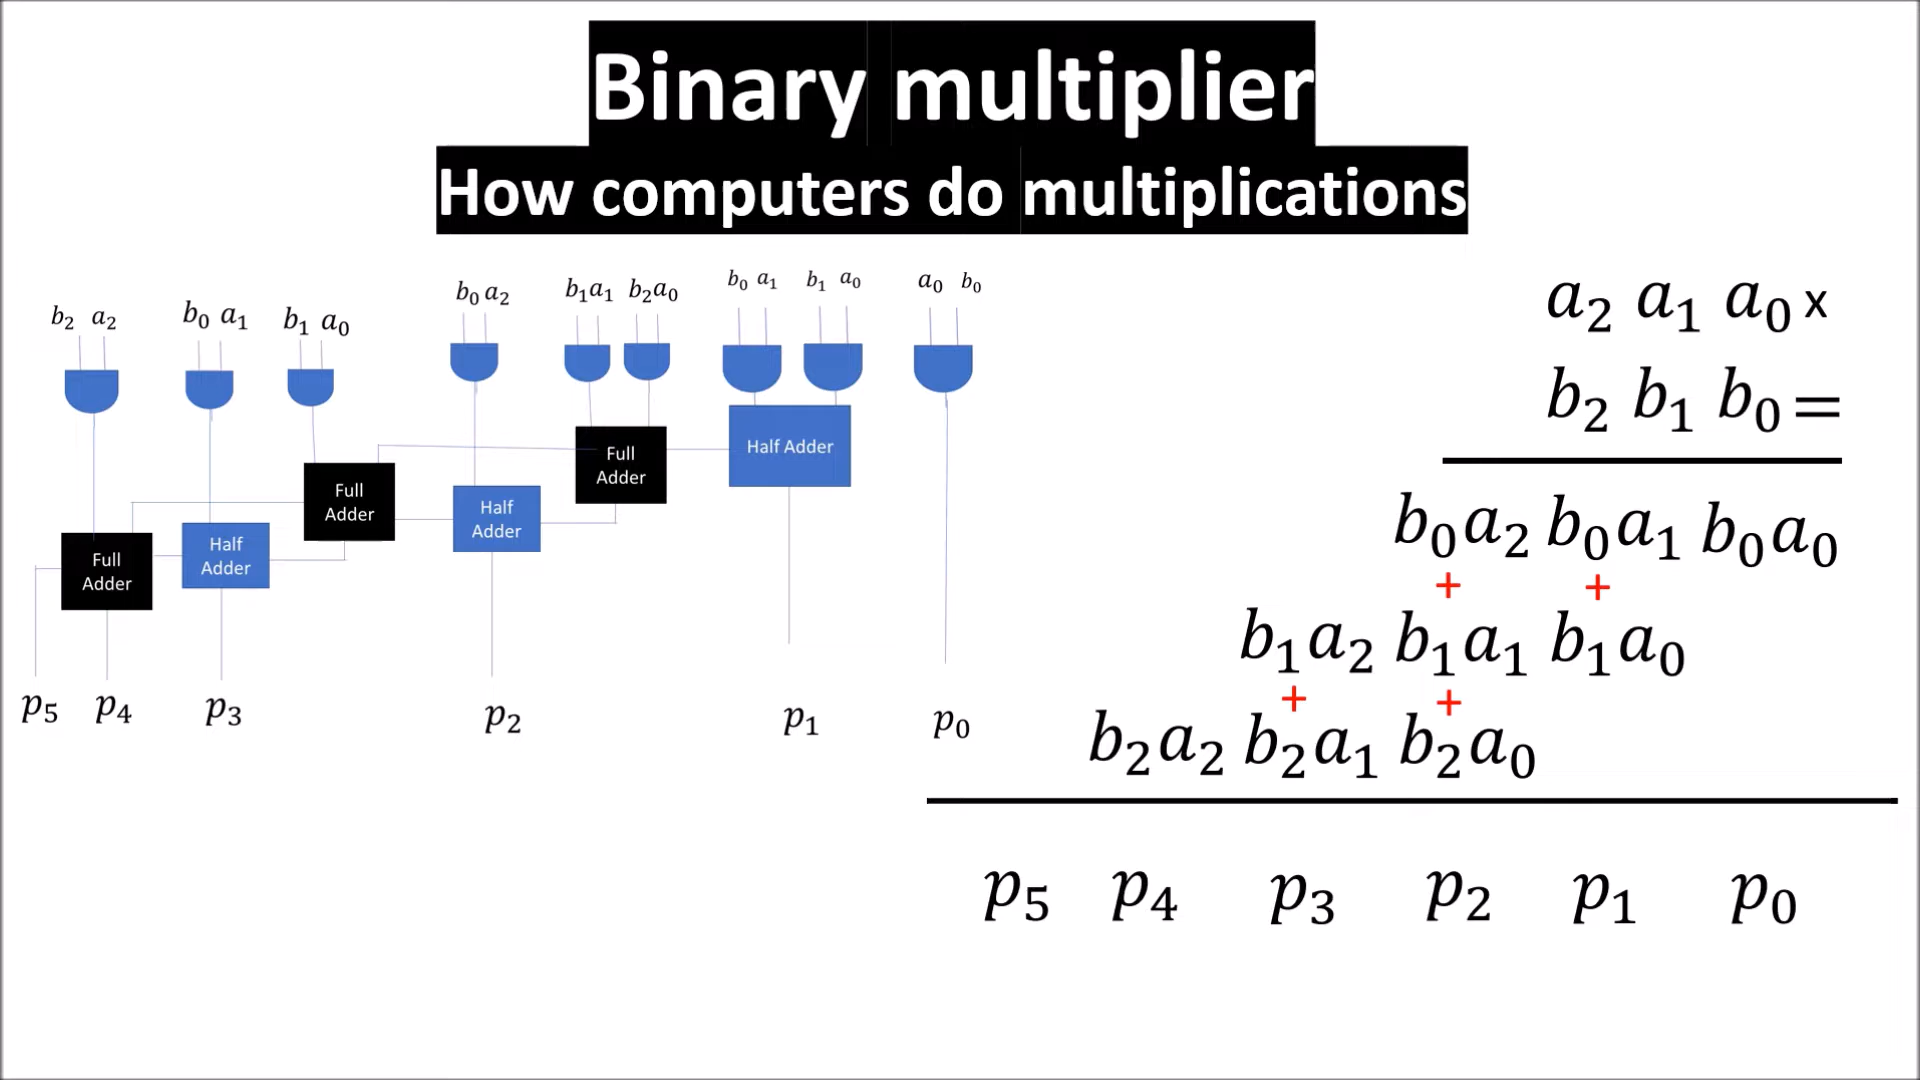 Binary multiplier
How computers do multiplications
b₂ a₂ b₀ a₁ b₁ a₀ b₀ a₂ b₁a₁ b₂a₀ b₀ a₁ b₁ a₀ a₀ b₀
Full Adder
Half Adder
Full Adder
Half Adder
Full Adder
Half Adder
p₅ p₄ p₃ p₂ p₁ p₀
a₂ a₁ a₀ x
b₂ b₁ b₀ =
b₀a₂ b₀a₁ b₀a₀
+ +
b₁a₂ b₁a₁ b₁a₀
+ +
b₂a₂ b₂a₁ b₂a₀
p₅ p₄ p₃ p₂ p₁ p₀